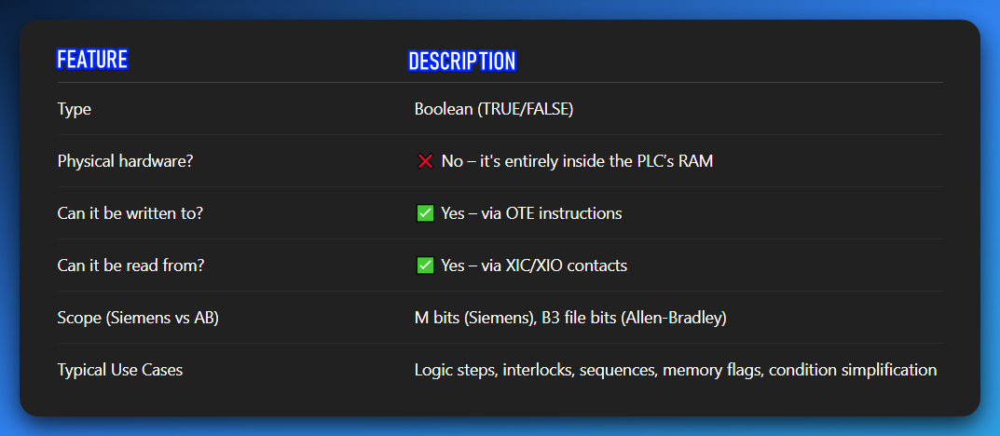 FEATURE DESCRIPTION
Type Boolean (TRUE/FALSE)
Physical hardware? ❌ No – it's entirely inside the PLC’s RAM
Can it be written to? ✅ Yes – via OTE instructions
Can it be read from? ✅ Yes – via XIC/XIO contacts
Scope (Siemens vs AB) M bits (Siemens), B3 file bits (Allen-Bradley)
Typical Use Cases Logic steps, interlocks, sequences, memory flags, condition simplification